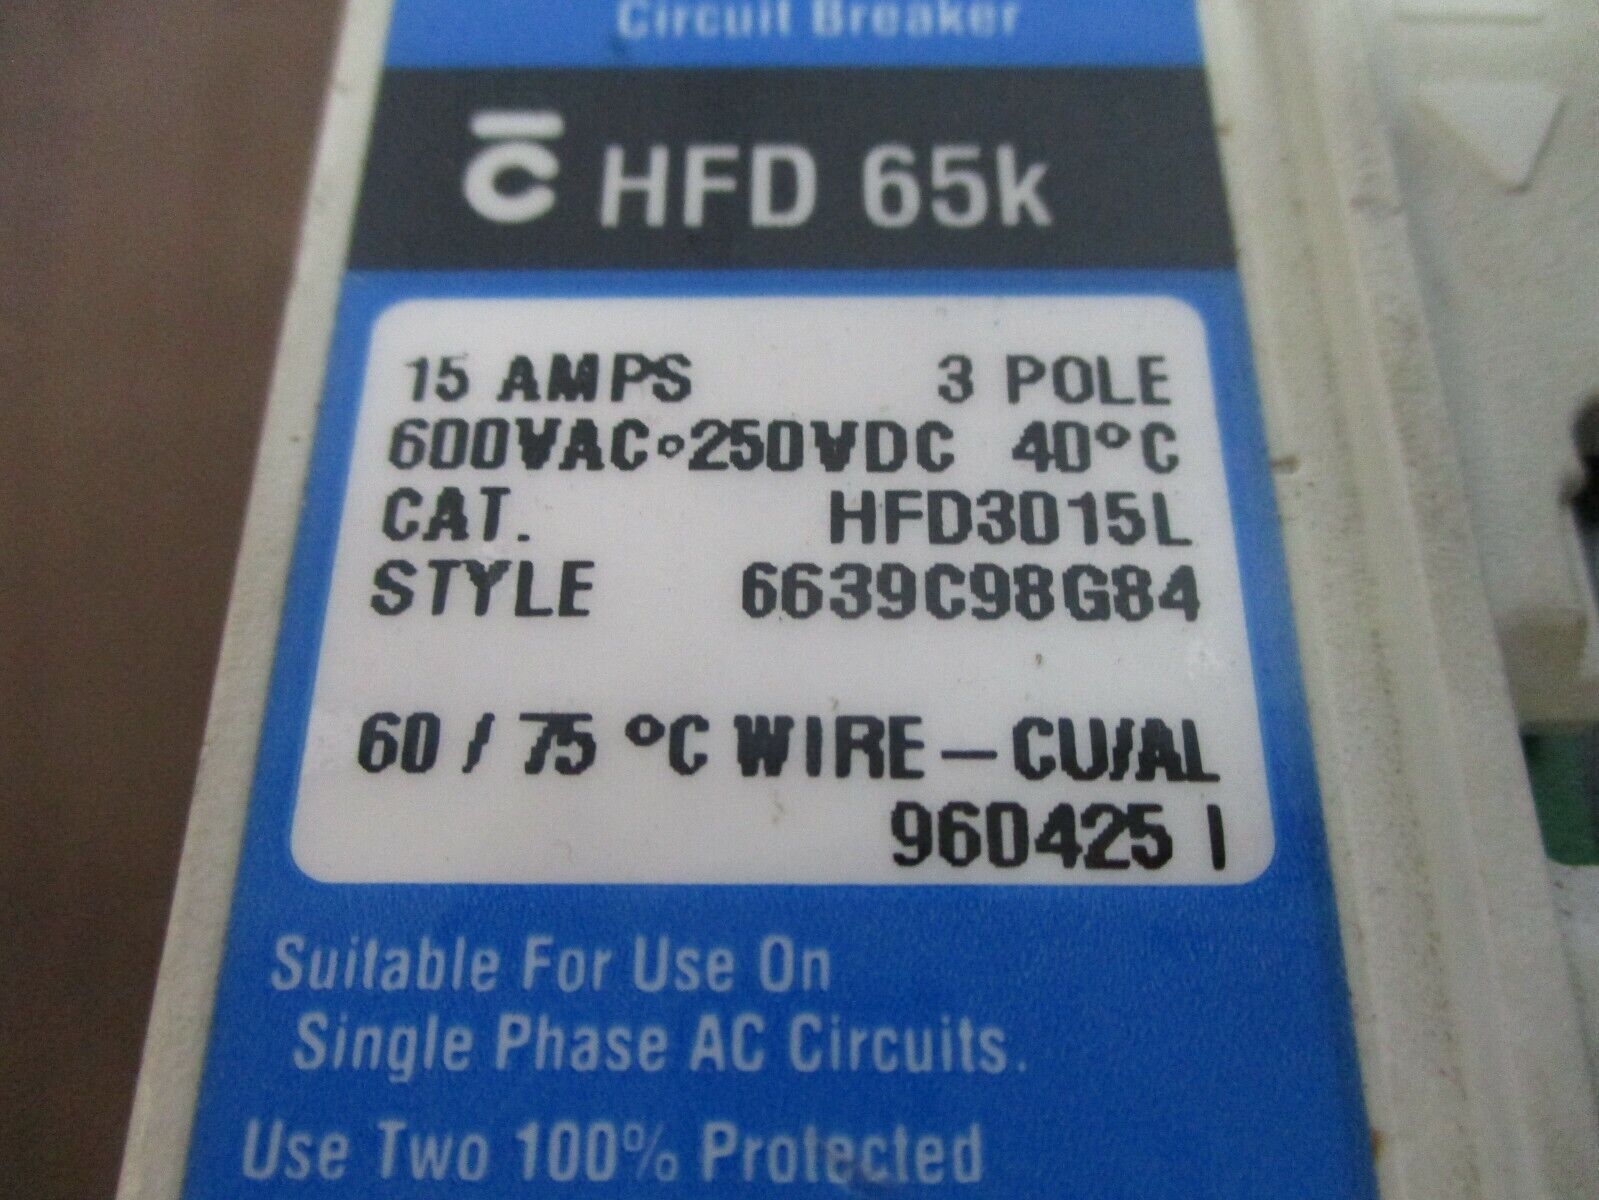 Circuit Breaker
C HFD 65k
15 AMPS 3 POLE
600VAC∘250VDC 40°C
CAT. HFD3015L
STYLE 6639C98G84
60 / 75 °C WIRE – CU/AL
960425 I
Suitable For Use On
Single Phase AC Circuits.
Use Two 100% Protected